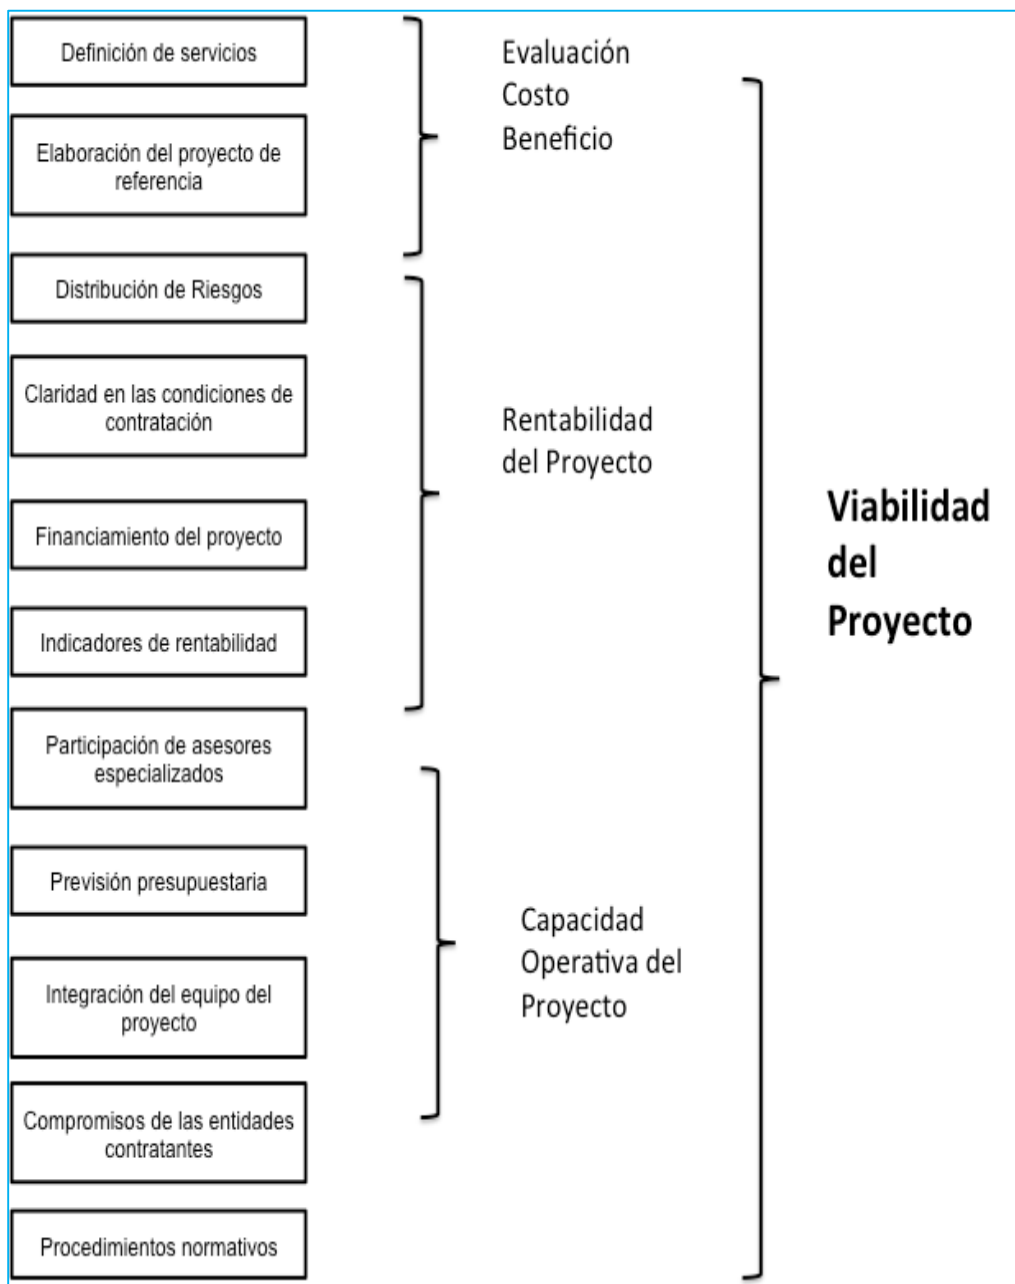 Definición de servicios
Elaboración del proyecto de
referencia
Distribución de Riesgos
Claridad en las condiciones de
contratación
Financiamiento del proyecto
Indicadores de rentabilidad
Participación de asesores
especializados
Previsión presupuestaria
Integración del equipo del
proyecto
Compromisos de las entidades
contratantes
Procedimientos normativos
Evaluación
Costo
Beneficio
Rentabilidad
del Proyecto
Capacidad
Operativa del
Proyecto
Viabilidad
del
Proyecto